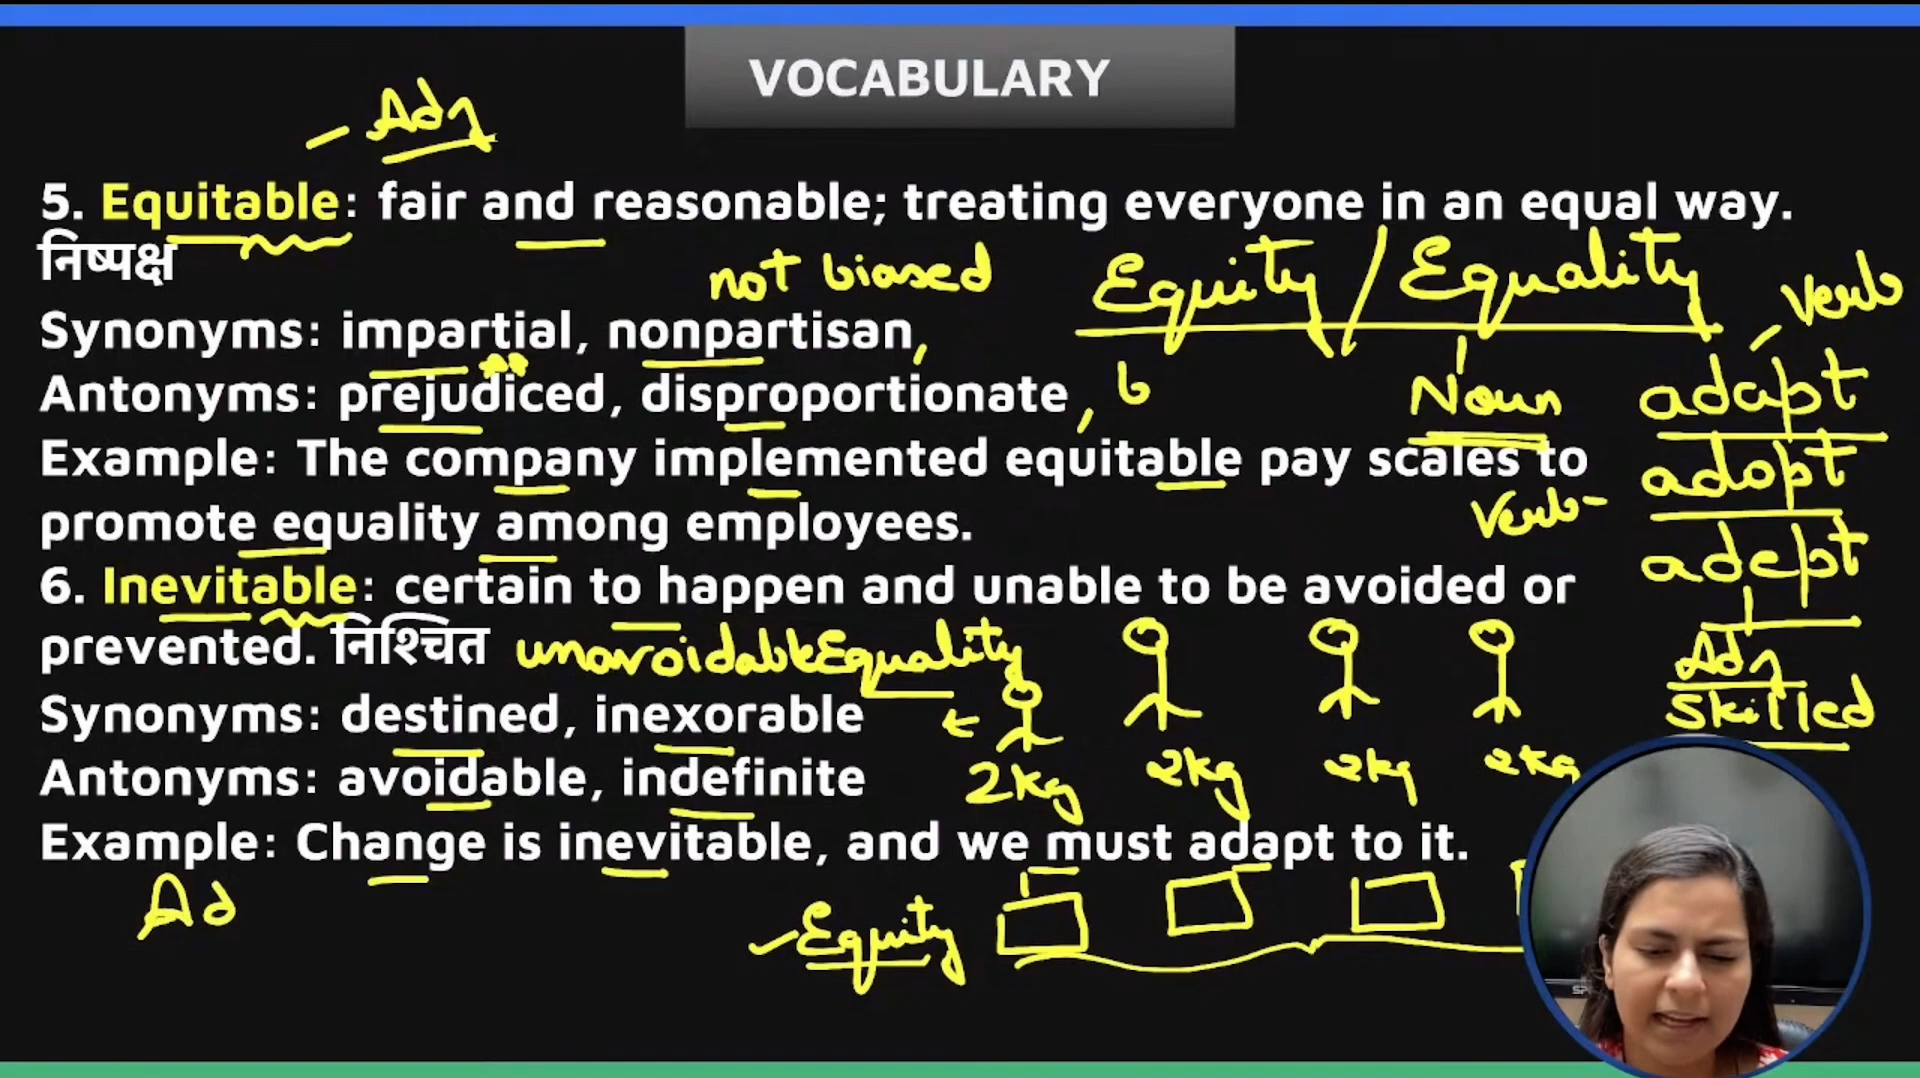 VOCABULARY
- Adj
5. Equitable: fair and reasonable; treating everyone in an equal way.
निष्पक्ष
not biased
Equity / Equality
Verb
Synonyms: impartial, nonpartisan,
adapt
Antonyms: prejudiced, disproportionate,
Noun
Example: The company implemented equitable pay scales to
adopt
promote equality among employees.
Verb-
adept
6. Inevitable: certain to happen and unable to be avoided or
prevented. निश्चित
unavoidable
Equality
Adj
Synonyms: destined, inexorable
skilled
Antonyms: avoidable, indefinite
2kg 2kg 2kg 2kg
Example: Change is inevitable, and we must adapt to it.
Ad
Equity